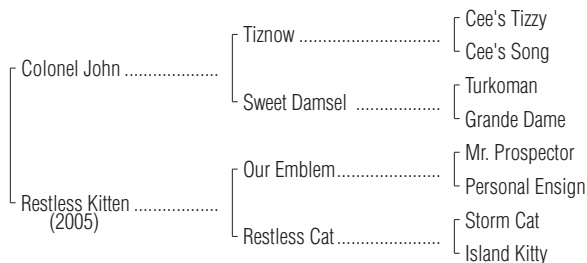 Cee's Tizzy
Tiznow ........................................
Cee's Song
Colonel John ....................
Turkoman
Sweet Damsel ........................
Grande Dame
Mr. Prospector
Our Emblem............................
Personal Ensign
Restless Kitten ..................
(2005)
Storm Cat
Restless Cat ............................
Island Kitty